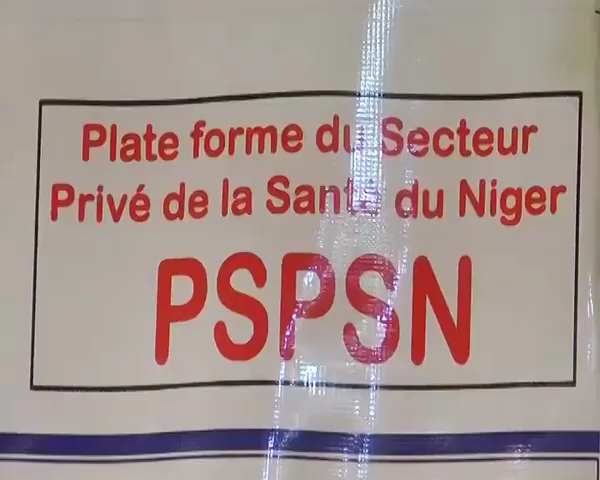 Plate forme du Secteur
Privé de la Santé du Niger
PSPSN